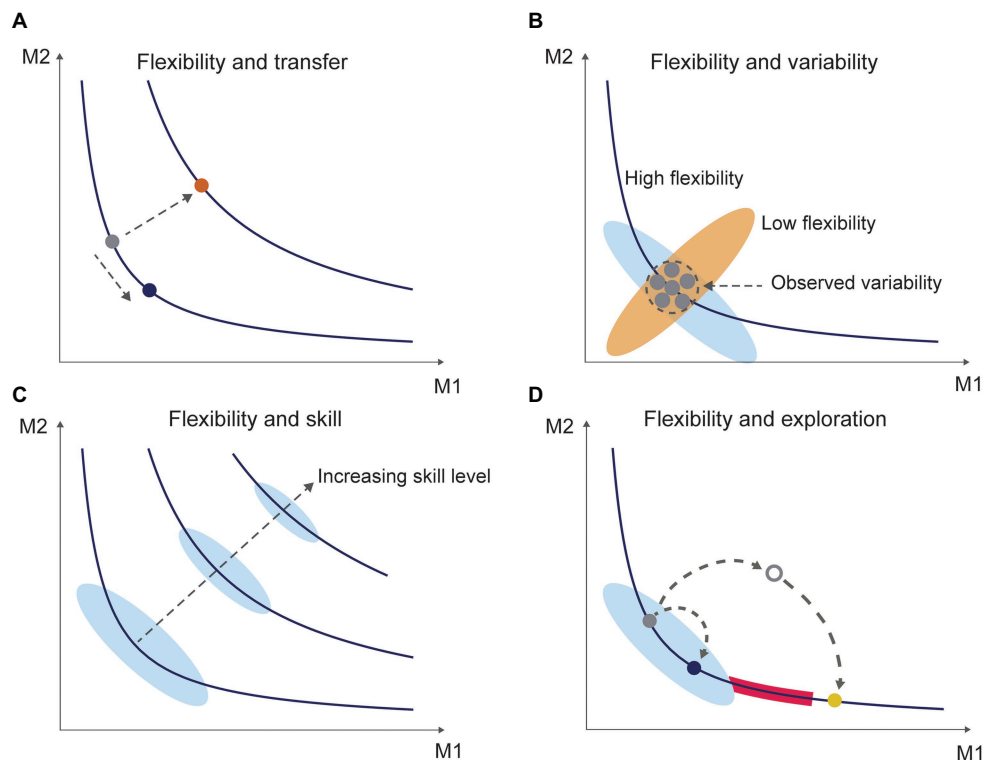 A
M2
Flexibility and transfer
M1
B
M2
Flexibility and variability
High flexibility
Low flexibility
Observed variability
M1
C
M2
Flexibility and skill
Increasing skill level
M1
D
M2
Flexibility and exploration
M1